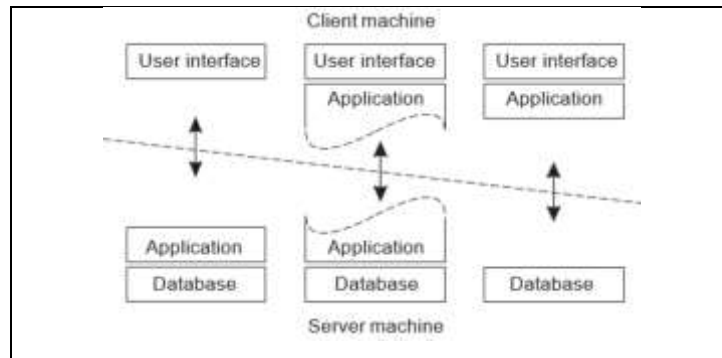 Client machine
User interface
User interface
User interface
Application
Application
Application
Application
Database
Database
Database
Server machine